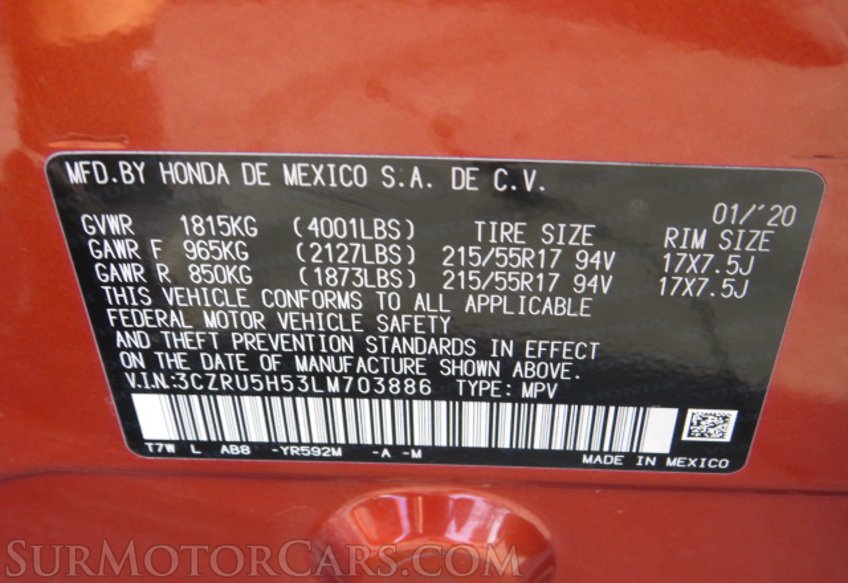 MFD.BY HONDA DE MEXICO S.A. DE C.V.
01/'20
GVWR 1815KG (4001LBS) TIRE SIZE RIM SIZE
GAWR F 965KG (2127LBS) 215/55R17 94V 17X7.5J
GAWR R 850KG (1873LBS) 215/55R17 94V 17X7.5J
THIS VEHICLE CONFORMS TO ALL APPLICABLE
FEDERAL MOTOR VEHICLE SAFETY
AND THEFT PREVENTION STANDARDS IN EFFECT
ON THE DATE OF MANUFACTURE SHOWN ABOVE.
V.I.N:3CZRU5H53LM703886 TYPE: MPV
T7W L AB8 -YR592M -A -M
MADE IN MEXICO
SURMOTORCARS.COM